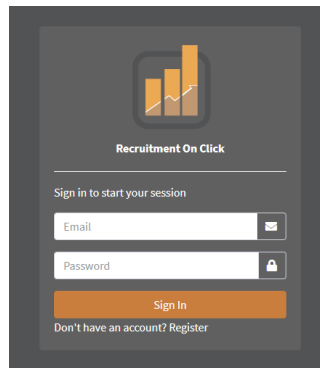 Recruitment On Click
Sign in to start your session
Email
Password
Sign In
Don't have an account? Register